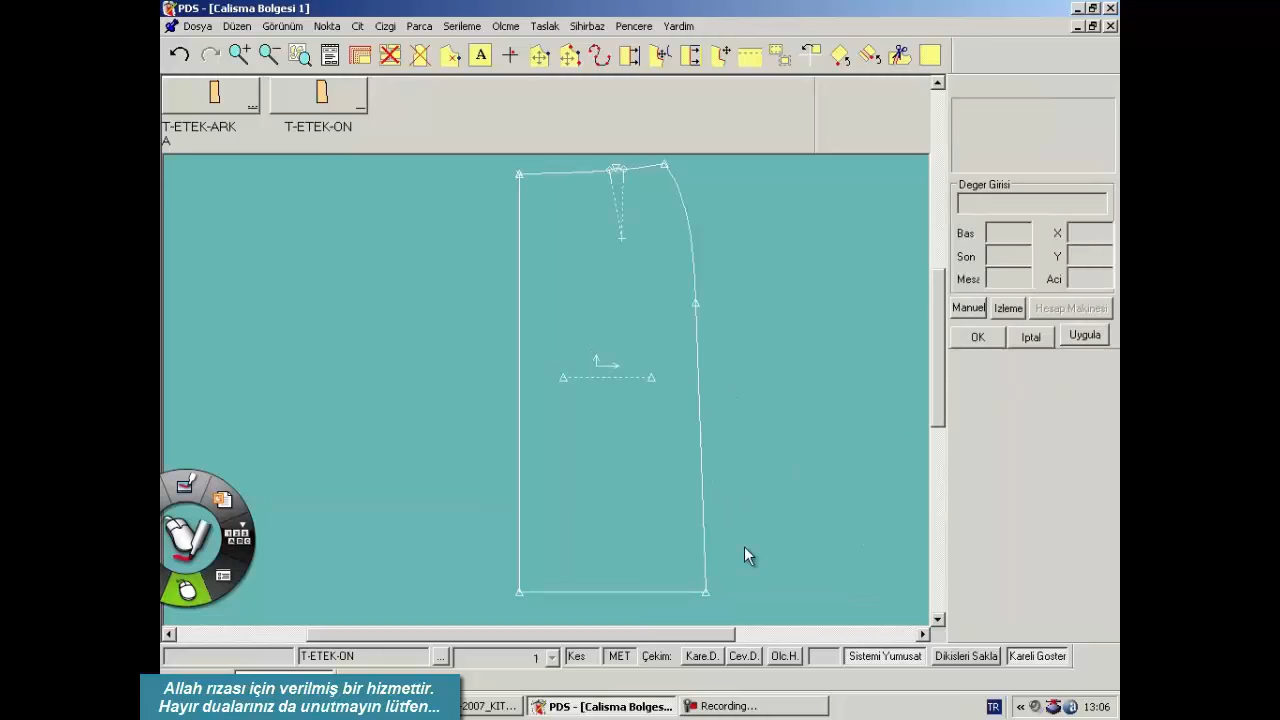 PDS - [Calisma Bolgesi 1]
Dosya Düzen Görünüm Nokta Cit Cizgi Parca Serileme Olcme Taslak Sihirbaz Pencere Yardım
A
T-ETEK-ARK
A
T-ETEK-ON
Deger Girisi
Bas X
Son Y
Mesa Aci
Manuel Izleme Hesap Makinesi
OK Iptal Uygula
T-ETEK-ON ... 1 Kes MET Çekim: Kare.D. Cev.D. Olc.H. Sistemi Yumusat Dikisleri Sakla Kareli Goster
Allah rızası için verilmiş bir hizmettir.
Hayır dualarınız da unutmayın lütfen...
2007_KIT... PDS - [Calisma Bolges... Recording... TR 13:06